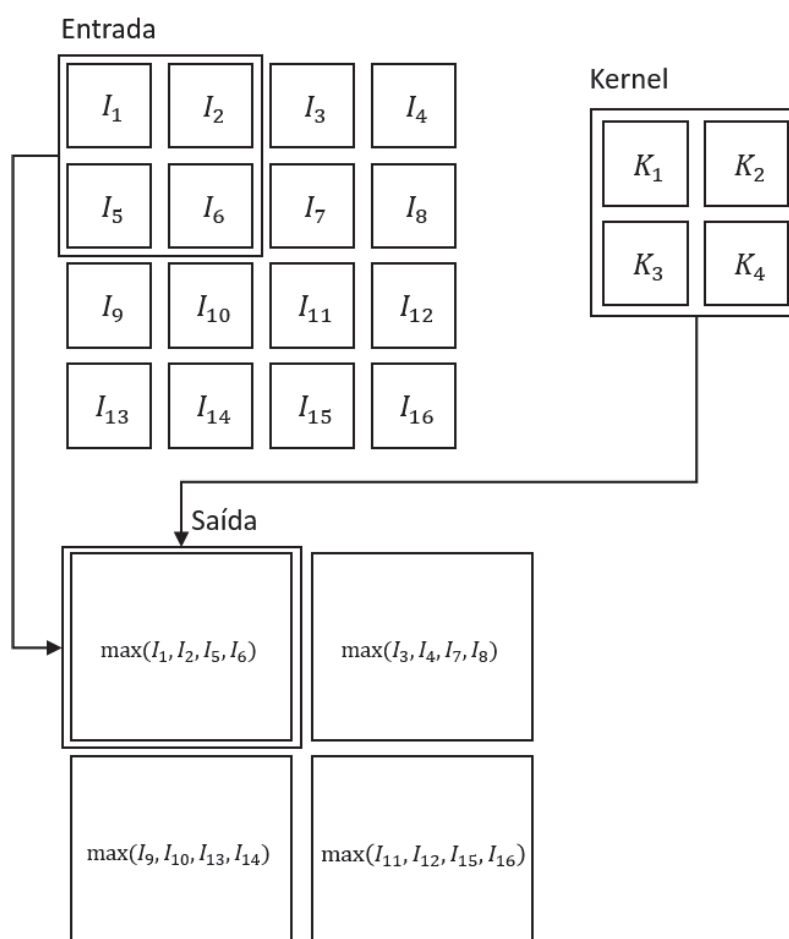 Entrada
I₁ I₂ I₃ I₄
Kernel
K₁ K₂
I₅ I₆ I₇ I₈
K₃ K₄
I₉ I₁₀ I₁₁ I₁₂
I₁₃ I₁₄ I₁₅ I₁₆
Saída
max(I₁, I₂, I₅, I₆) max(I₃, I₄, I₇, I₈)
max(I₉, I₁₀, I₁₃, I₁₄) max(I₁₁, I₁₂, I₁₅, I₁₆)